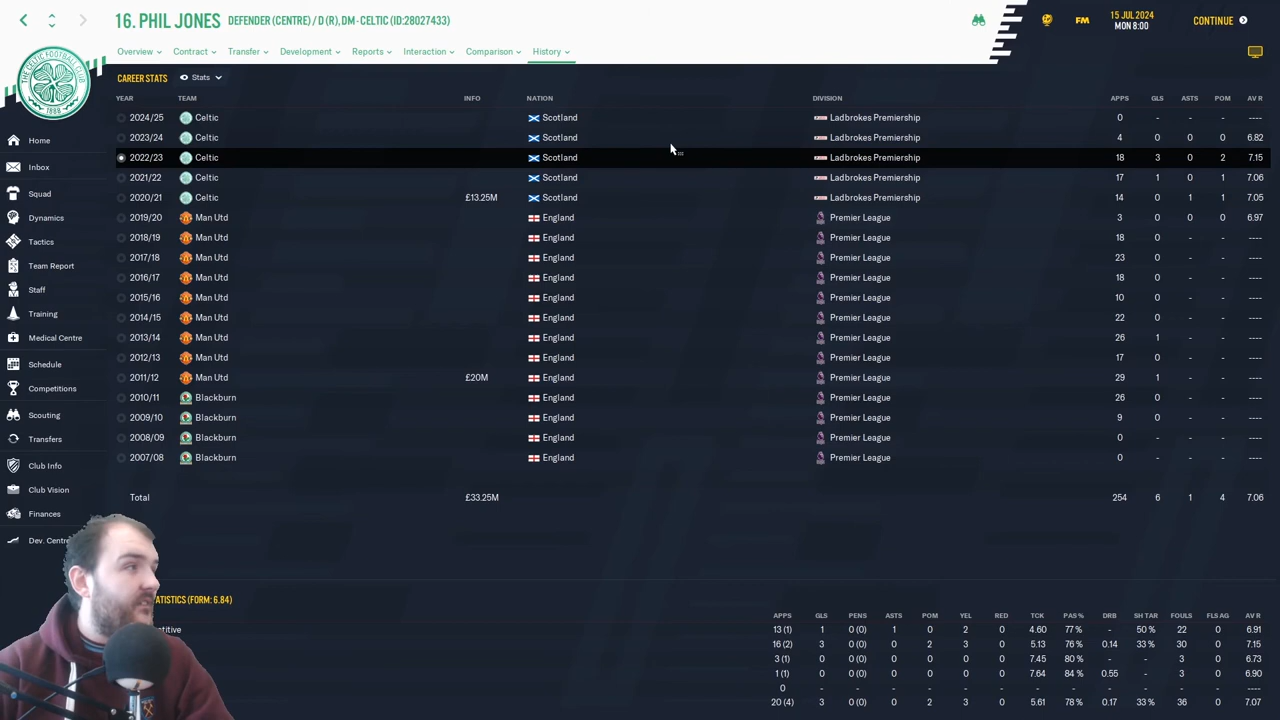 16. PHIL JONES DEFENDER (CENTRE) / D (R), DM - CELTIC (ID:28027433)
FM 15 JUL 2024 MON 8:00 CONTINUE
Overview Contract Transfer Development Reports Interaction Comparison History
THE CELTIC FOOTBALL CLUB 1888
Home
Inbox
Squad
Dynamics
Tactics
Team Report
Staff
Training
Medical Centre
Schedule
Competitions
Scouting
Transfers
Club Info
Club Vision
Finances
Dev. Centre
CAREER STATS Stats
YEAR TEAM INFO NATION DIVISION APPS GLS ASTS POM AV R
2024/25 Celtic Scotland Ladbrokes Premiership 0 - - - ----
2023/24 Celtic Scotland Ladbrokes Premiership 4 0 0 0 6.82
2022/23 Celtic Scotland Ladbrokes Premiership 18 3 0 2 7.15
2021/22 Celtic Scotland Ladbrokes Premiership 17 1 0 1 7.06
2020/21 Celtic £13.25M Scotland Ladbrokes Premiership 14 0 1 1 7.05
2019/20 Man Utd England Premier League 3 0 0 0 6.97
2018/19 Man Utd England Premier League 18 0 - - ----
2017/18 Man Utd England Premier League 23 0 - - ----
2016/17 Man Utd England Premier League 18 0 - - ----
2015/16 Man Utd England Premier League 10 0 - - ----
2014/15 Man Utd England Premier League 22 0 - - ----
2013/14 Man Utd England Premier League 26 1 - - ----
2012/13 Man Utd England Premier League 17 0 - - ----
2011/12 Man Utd £20M England Premier League 29 1 - - ----
2010/11 Blackburn England Premier League 26 0 - - ----
2009/10 Blackburn England Premier League 9 0 - - ----
2008/09 Blackburn England Premier League 0 - - - ----
2007/08 Blackburn England Premier League 0 - - - ----
Total £33.25M 254 6 1 4 7.06
ATISTICS (FORM: 6.84)
APPS GLS PENS ASTS POM YEL RED TCK PAS % DRB SH TAR FOULS FLS AG AV R
etitive 13 (1) 1 0 (0) 1 0 2 0 4.60 77 % - 50 % 22 0 6.91
16 (2) 3 0 (0) 0 2 3 0 5.13 76 % 0.14 33 % 30 0 7.15
3 (1) 0 0 (0) 0 0 0 0 7.45 80 % - - 3 0 6.73
1 (1) 0 0 (0) 0 0 0 0 7.64 84 % 0.55 - 3 0 6.90
0 - - - - - - - - - - - - ----
20 (4) 3 0 (0) 0 2 3 0 5.61 78 % 0.17 33 % 36 0 7.07